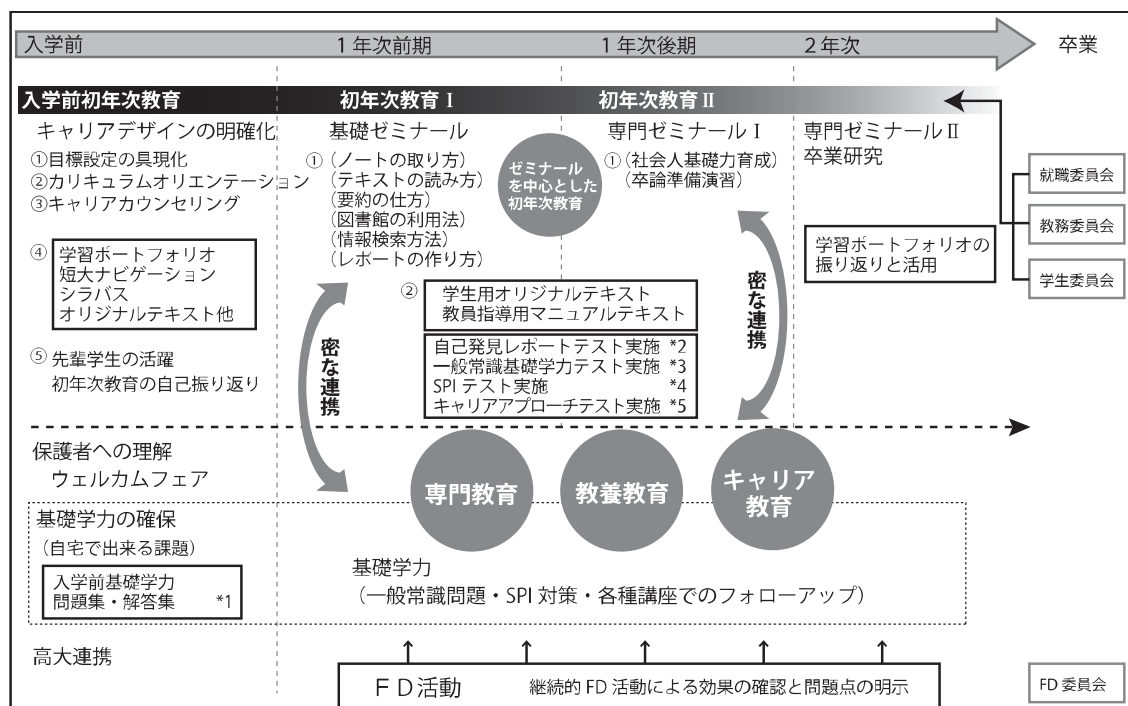 入学前
1年次前期
1年次後期
2年次
卒業
入学前初年次教育
初年次教育Ⅰ
初年次教育Ⅱ
キャリアデザインの明確化
①目標設定の具現化
②カリキュラムオリエンテーション
③キャリアカウンセリング
④学習ポートフォリオ
短大ナビゲーション
シラバス
オリジナルテキスト他
⑤先輩学生の活躍
初年次教育の自己振り返り
基礎ゼミナール
①(ノートの取り方)
(テキストの読み方)
(要約の仕方)
(図書館の利用法)
(情報検索方法)
(レポートの作り方)
ゼミナール
を中心とした
初年次教育
専門ゼミナールⅠ
①(社会人基礎力育成)
(卒論準備演習)
専門ゼミナールⅡ
卒業研究
学習ポートフォリオの
振り返りと活用
就職委員会
教務委員会
学生委員会
②学生用オリジナルテキスト
教員指導用マニュアルテキスト
自己発見レポートテスト実施 *2
一般常識基礎学力テスト実施 *3
SPIテスト実施 *4
キャリアアプローチテスト実施 *5
密な連携
密な連携
保護者への理解
ウェルカムフェア
専門教育
教養教育
キャリア
教育
基礎学力の確保
(自宅で出来る課題)
入学前基礎学力
問題集・解答集 *1
基礎学力
(一般常識問題・SPI対策・各種講座でのフォローアップ)
高大連携
FD活動 継続的FD活動による効果の確認と問題点の明示
FD委員会